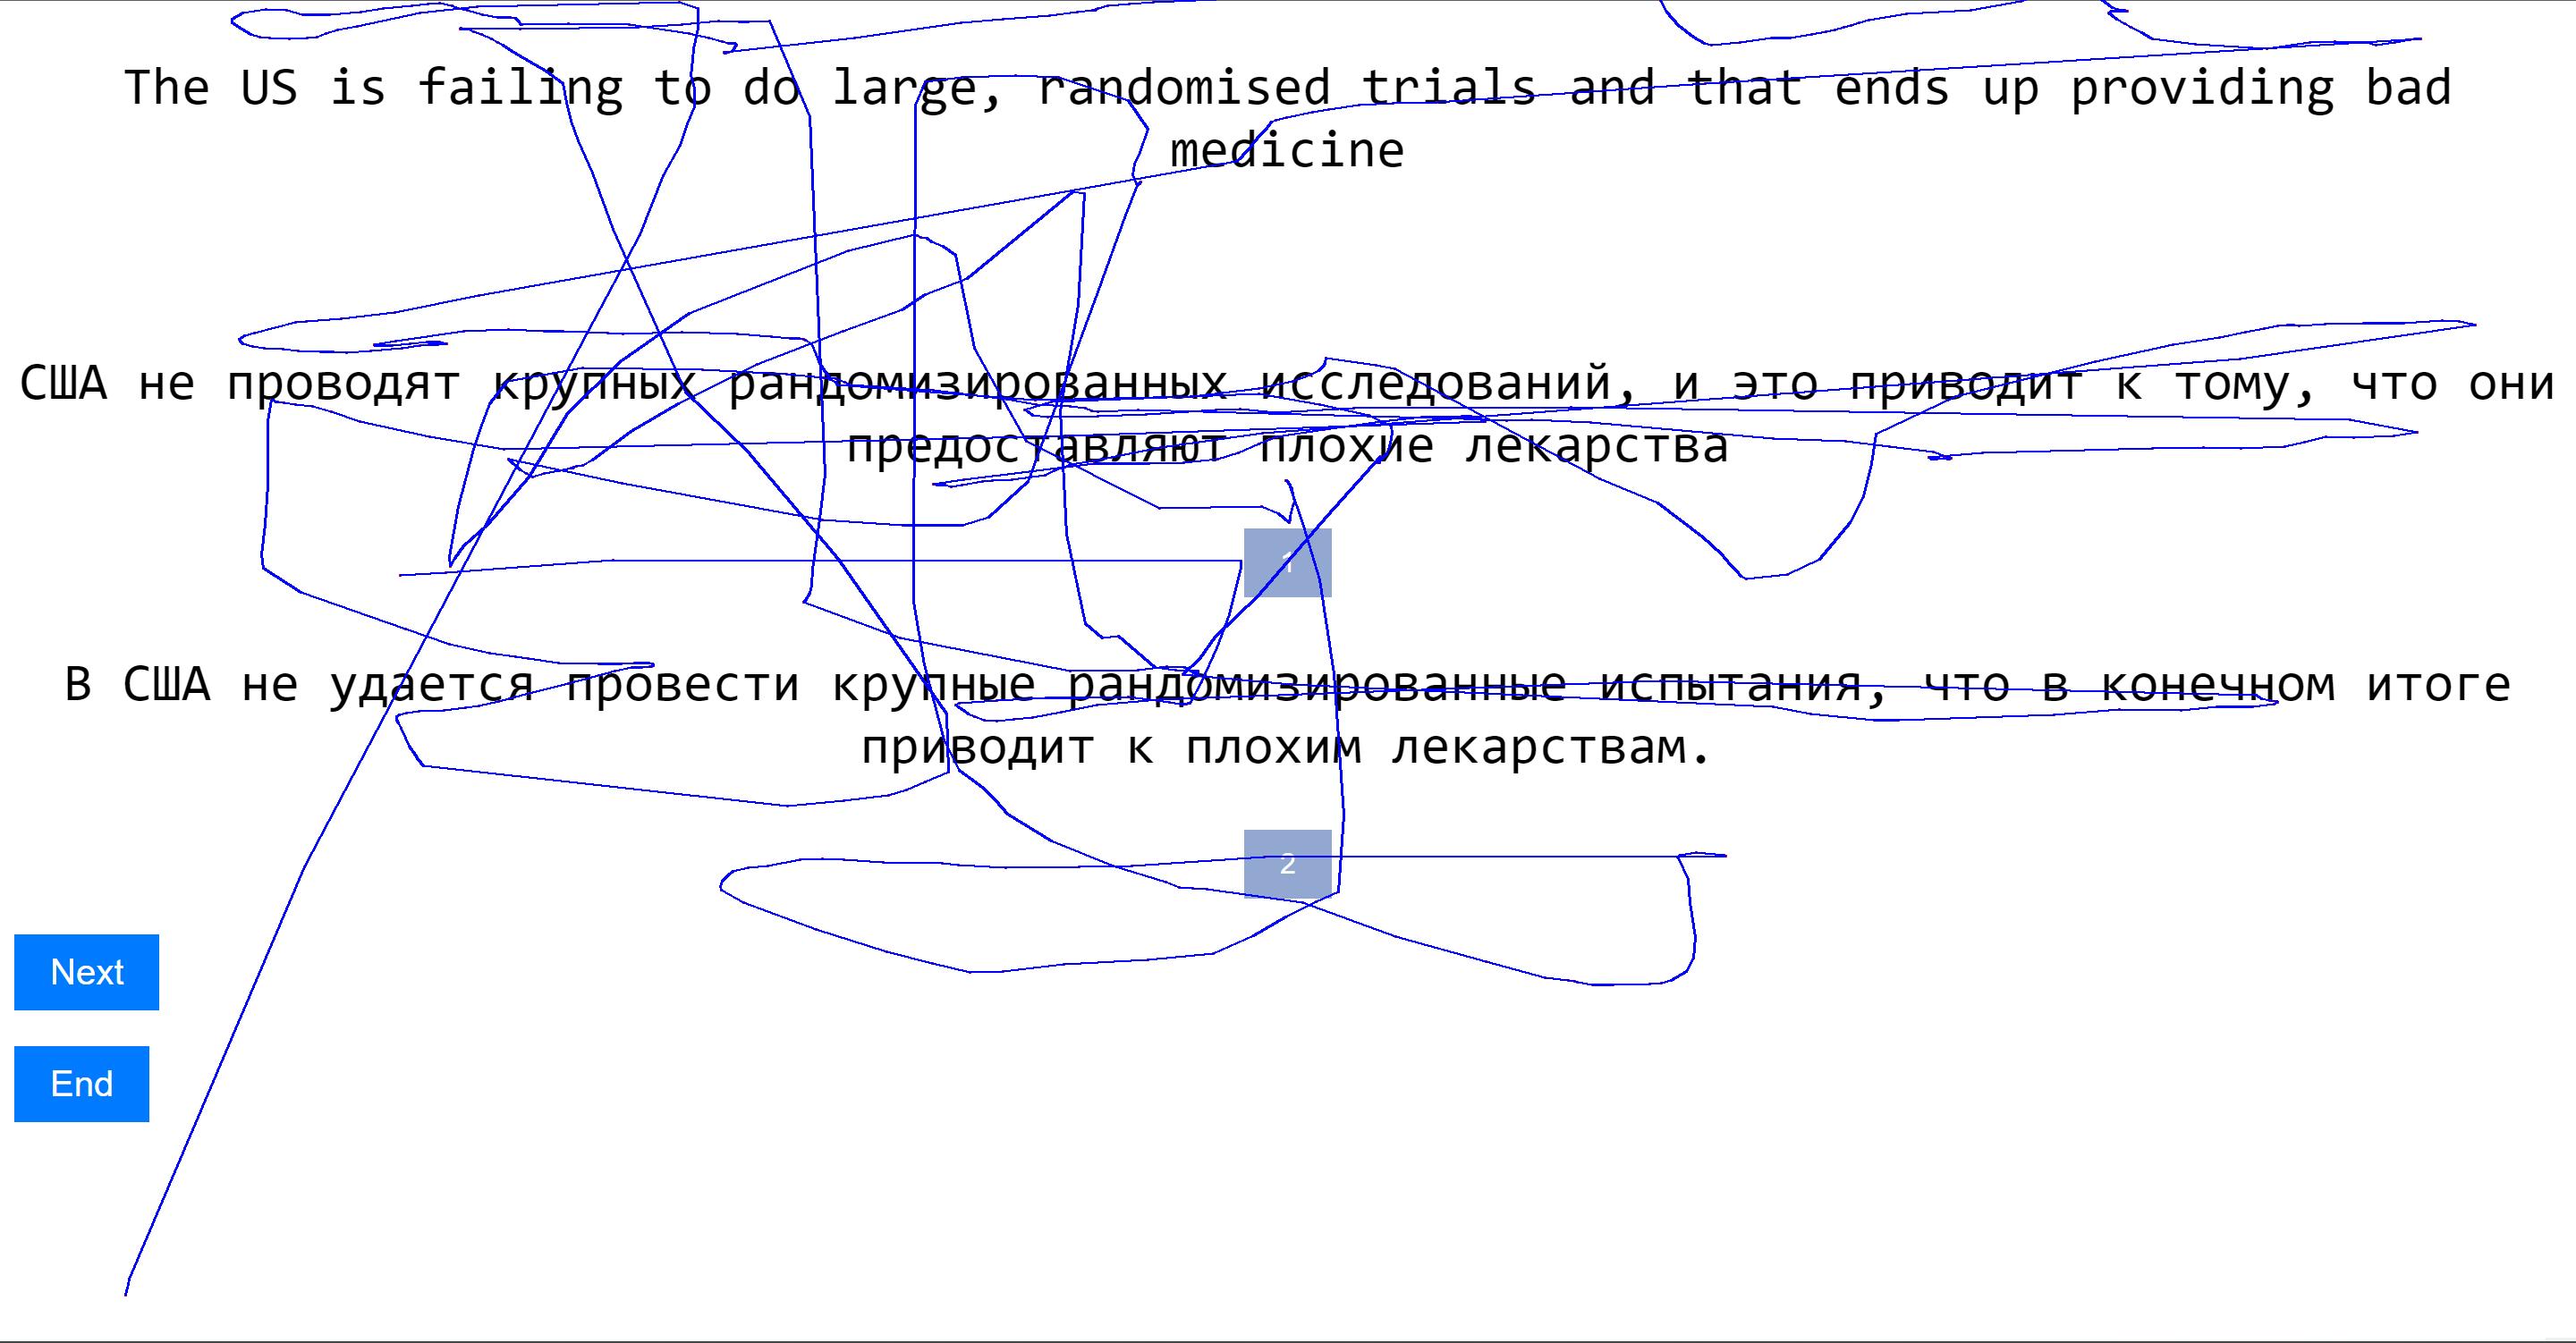 The US is failing to do large, randomised trials and that ends up providing bad
medicine
США не проводят крупных рандомизированных исследований, и это приводит к тому, что они
предоставляют плохие лекарства
1
В США не удается провести крупные рандомизированные испытания, что в конечном итоге
приводит к плохим лекарствам.
2
Next
End